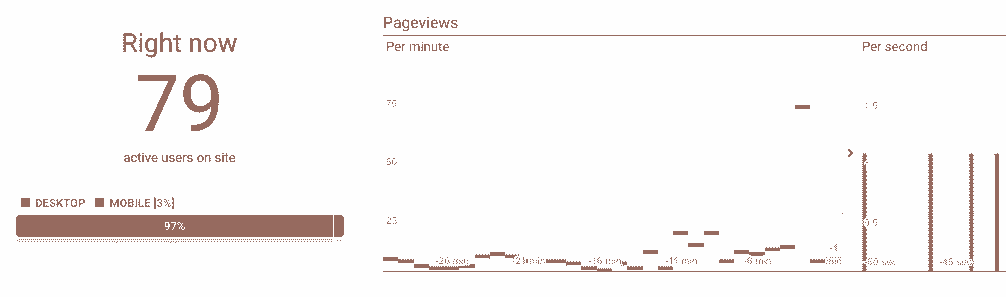 Right now
79
active users on site
DESKTOP MOBILE [3%]
97%
Pageviews
Per minute
Per second
75
50
25
-26 min
-21 min
-16 min
-11 min
-6 min
-60 sec
-45 sec